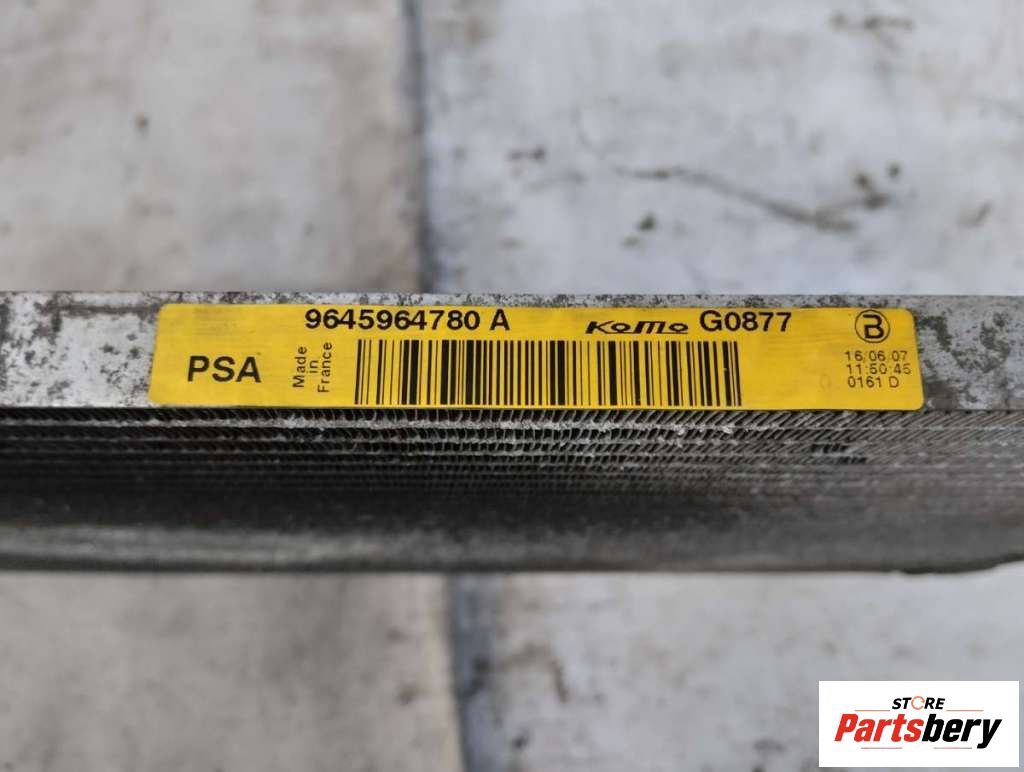 9645964780 A KOMO G0877 B
PSA
Made
in
France
16/06/07
11:50:45
0161 D
STORE
Partsbery